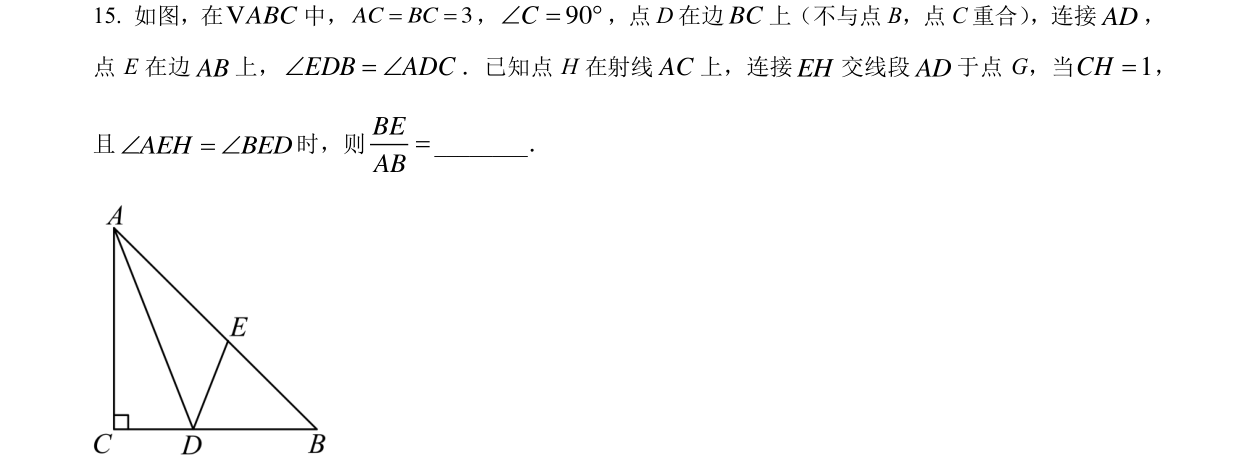 15. 如图，在VABC中，AC = BC = 3，∠C = 90°，点 D 在边 BC 上（不与点 B，点 C 重合），连接 AD，
点 E 在边 AB 上，∠EDB = ∠ADC．已知点 H 在射线 AC 上，连接 EH 交线段 AD 于点 G，当CH = 1，
且 ∠AEH = ∠BED 时，则 BE/AB = ________．
A
E
C D B